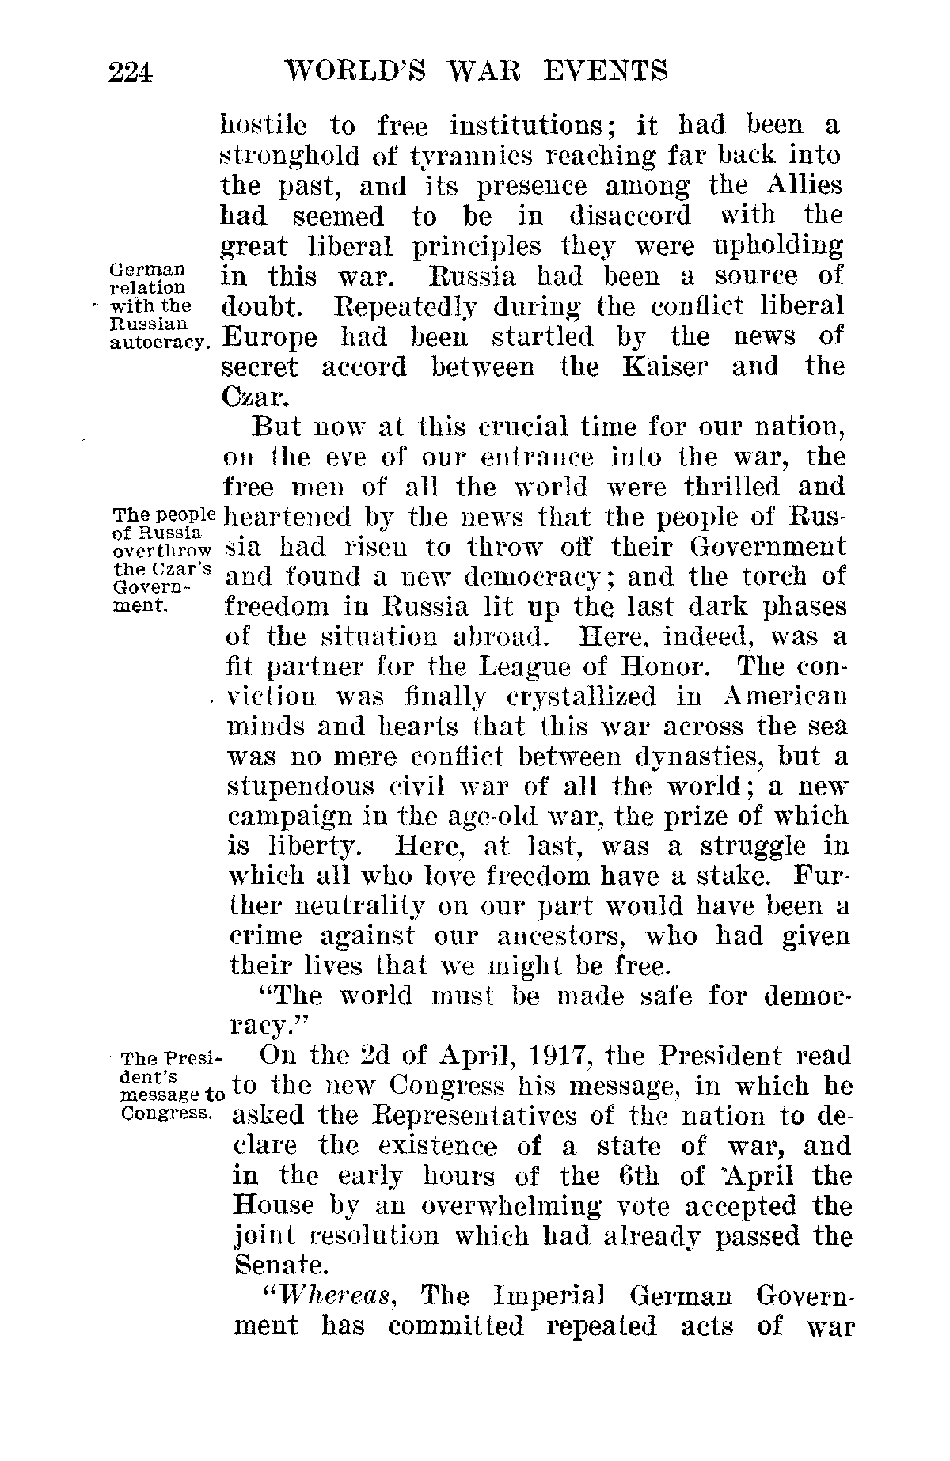 224 WORLD'S WAR EVENTS
hostile to free institutions; it had been a
stronghold of tyrannies reaching far back into
the past, and its presence among the Allies
had seemed to be in disaccord with the
great liberal principles they were upholding
German
relation
with the
Russian
autocracy.
in this war. Russia had been a source of
doubt. Repeatedly during the conflict liberal
Europe had been startled by the news of
secret accord between the Kaiser and the
Czar.
But now at this crucial time for our nation,
on the eve of our entrance into the war, the
free men of all the world were thrilled and
The people
of Russia
overthrow
the Czar's
Govern-
ment.
heartened by the news that the people of Rus-
sia had risen to throw off their Government
and found a new democracy; and the torch of
freedom in Russia lit up the last dark phases
of the situation abroad. Here, indeed, was a
fit partner for the League of Honor. The con-
viction was finally crystallized in American
minds and hearts that this war across the sea
was no mere conflict between dynasties, but a
stupendous civil war of all the world; a new
campaign in the age-old war, the prize of which
is liberty. Here, at last, was a struggle in
which all who love freedom have a stake. Fur-
ther neutrality on our part would have been a
crime against our ancestors, who had given
their lives that we might be free.
"The world must be made safe for democ-
racy."
The Presi-
dent's
message to
Congress.
On the 2d of April, 1917, the President read
to the new Congress his message, in which he
asked the Representatives of the nation to de-
clare the existence of a state of war, and
in the early hours of the 6th of April the
House by an overwhelming vote accepted the
joint resolution which had already passed the
Senate.
"Whereas, The Imperial German Govern-
ment has committed repeated acts of war